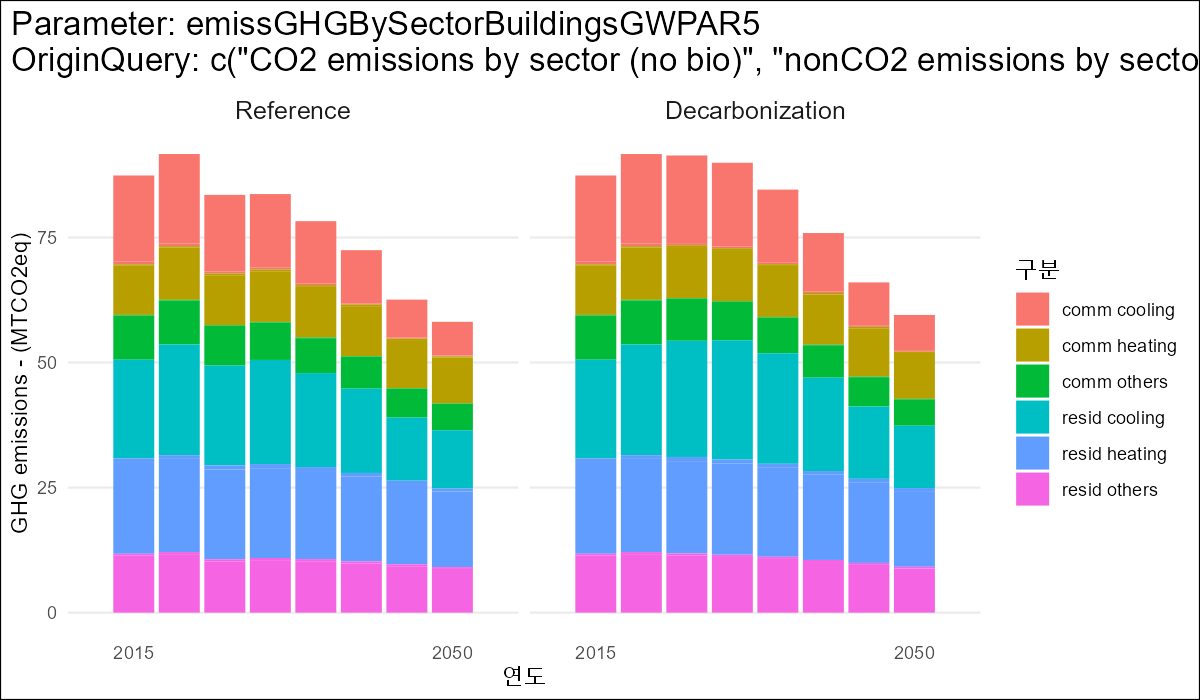 Parameter: emissGHGBySectorBuildingsGWPAR5
OriginQuery: c("CO2 emissions by sector (no bio)", "nonCO2 emissions by secto
Reference
Decarbonization
GHG emissions - (MTCO2eq)
75
50
25
0
2015
2050
2015
2050
연도
구분
comm cooling
comm heating
comm others
resid cooling
resid heating
resid others